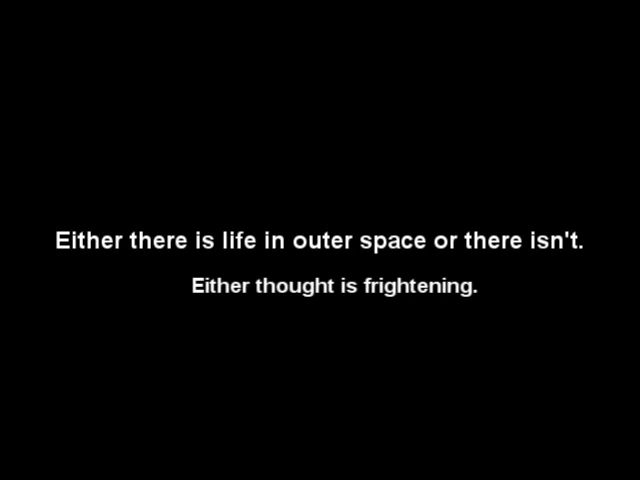 Either there is life in outer space or there isn't.
Either thought is frightening.